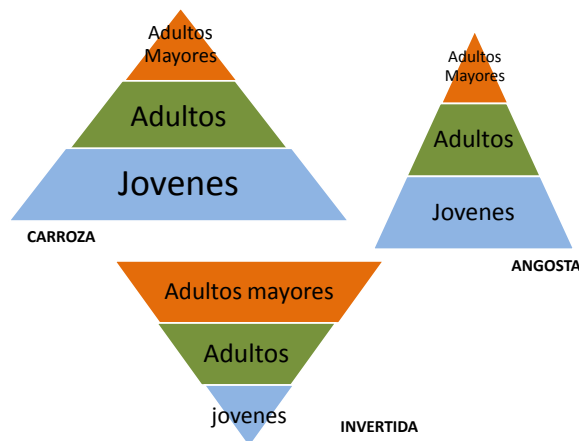 Adultos
Mayores
Adultos
Jovenes
CARROZA
Adultos
Mayores
Adultos
Jovenes
ANGOSTA
Adultos mayores
Adultos
jovenes
INVERTIDA